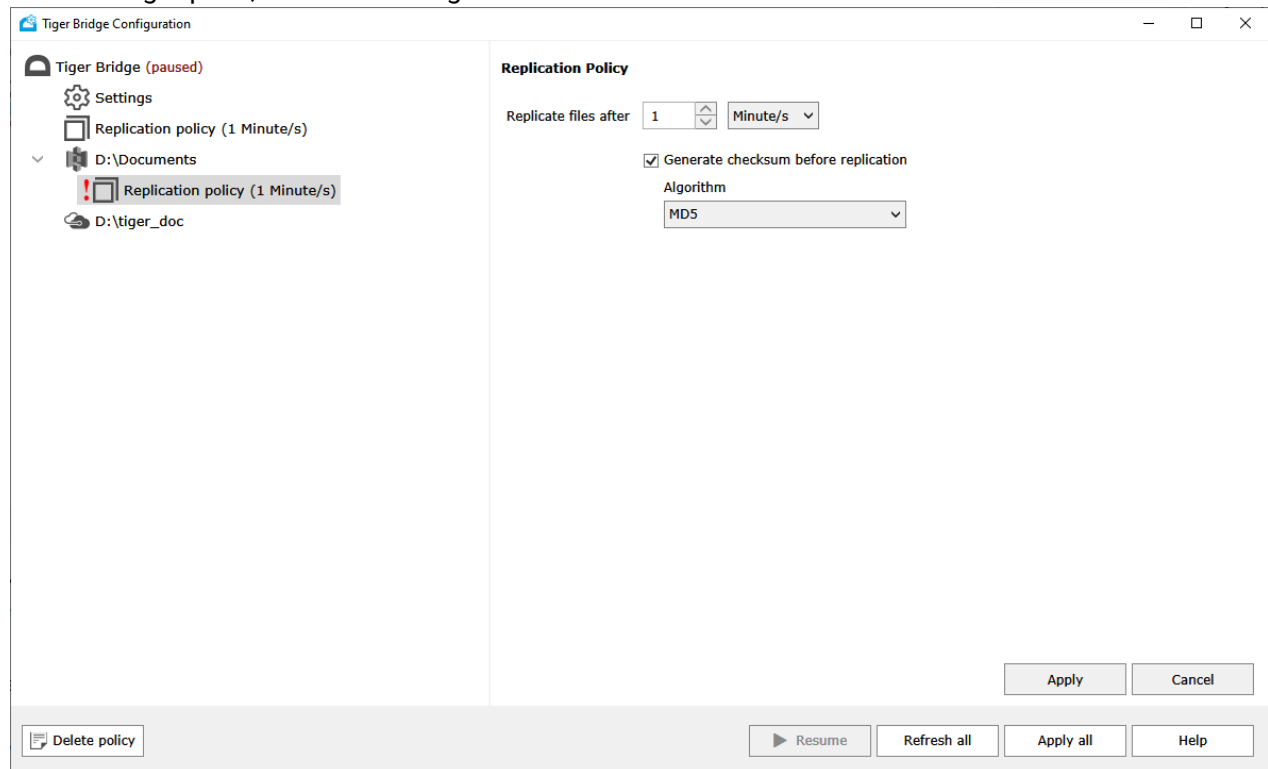 Tiger Bridge Configuration
Tiger Bridge (paused)
Settings
Replication policy (1 Minute/s)
D:\Documents
Replication policy (1 Minute/s)
D:\tiger_doc
Replication Policy
Replicate files after 1 Minute/s
Generate checksum before replication
Algorithm
MD5
Apply Cancel
Delete policy Resume Refresh all Apply all Help